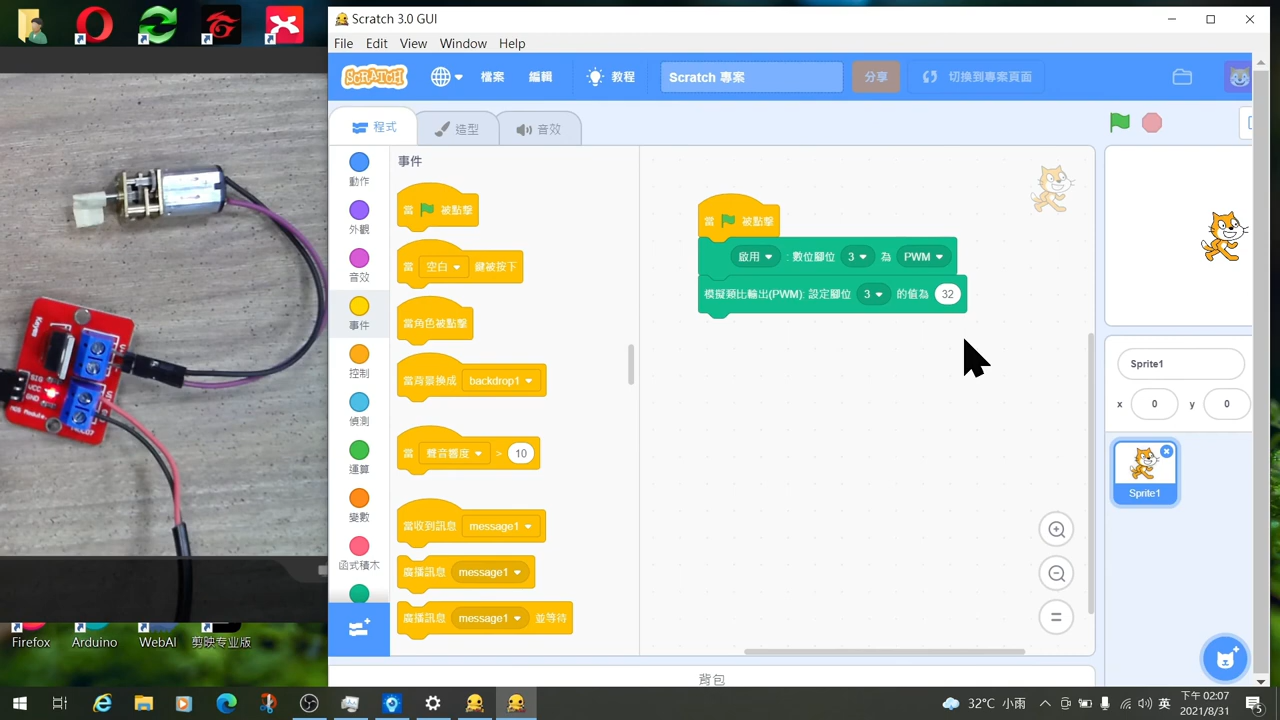 Scratch 3.0 GUI
File Edit View Window Help
SCRATCH 檔案 編輯 教程 Scratch 專案 分享 切換到專案頁面
程式 造型 音效
動作
外觀
音效
事件
控制
偵測
運算
變數
函式積木
事件
當 被點擊
當 空白 鍵被按下
當角色被點擊
當背景換成 backdrop1
當 聲音響度 > 10
當收到訊息 message1
廣播訊息 message1
廣播訊息 message1 並等待
當 被點擊
啟用 : 數位腳位 3 為 PWM
模擬類比輸出(PWM): 設定腳位 3 的值為 32
Sprite1
x 0 y 0
Sprite1
背包
SIG
VCC
GND
Firefox Arduino WebAI 剪映专业版
32°C 小雨 英 下午 02:07
2021/8/31
5